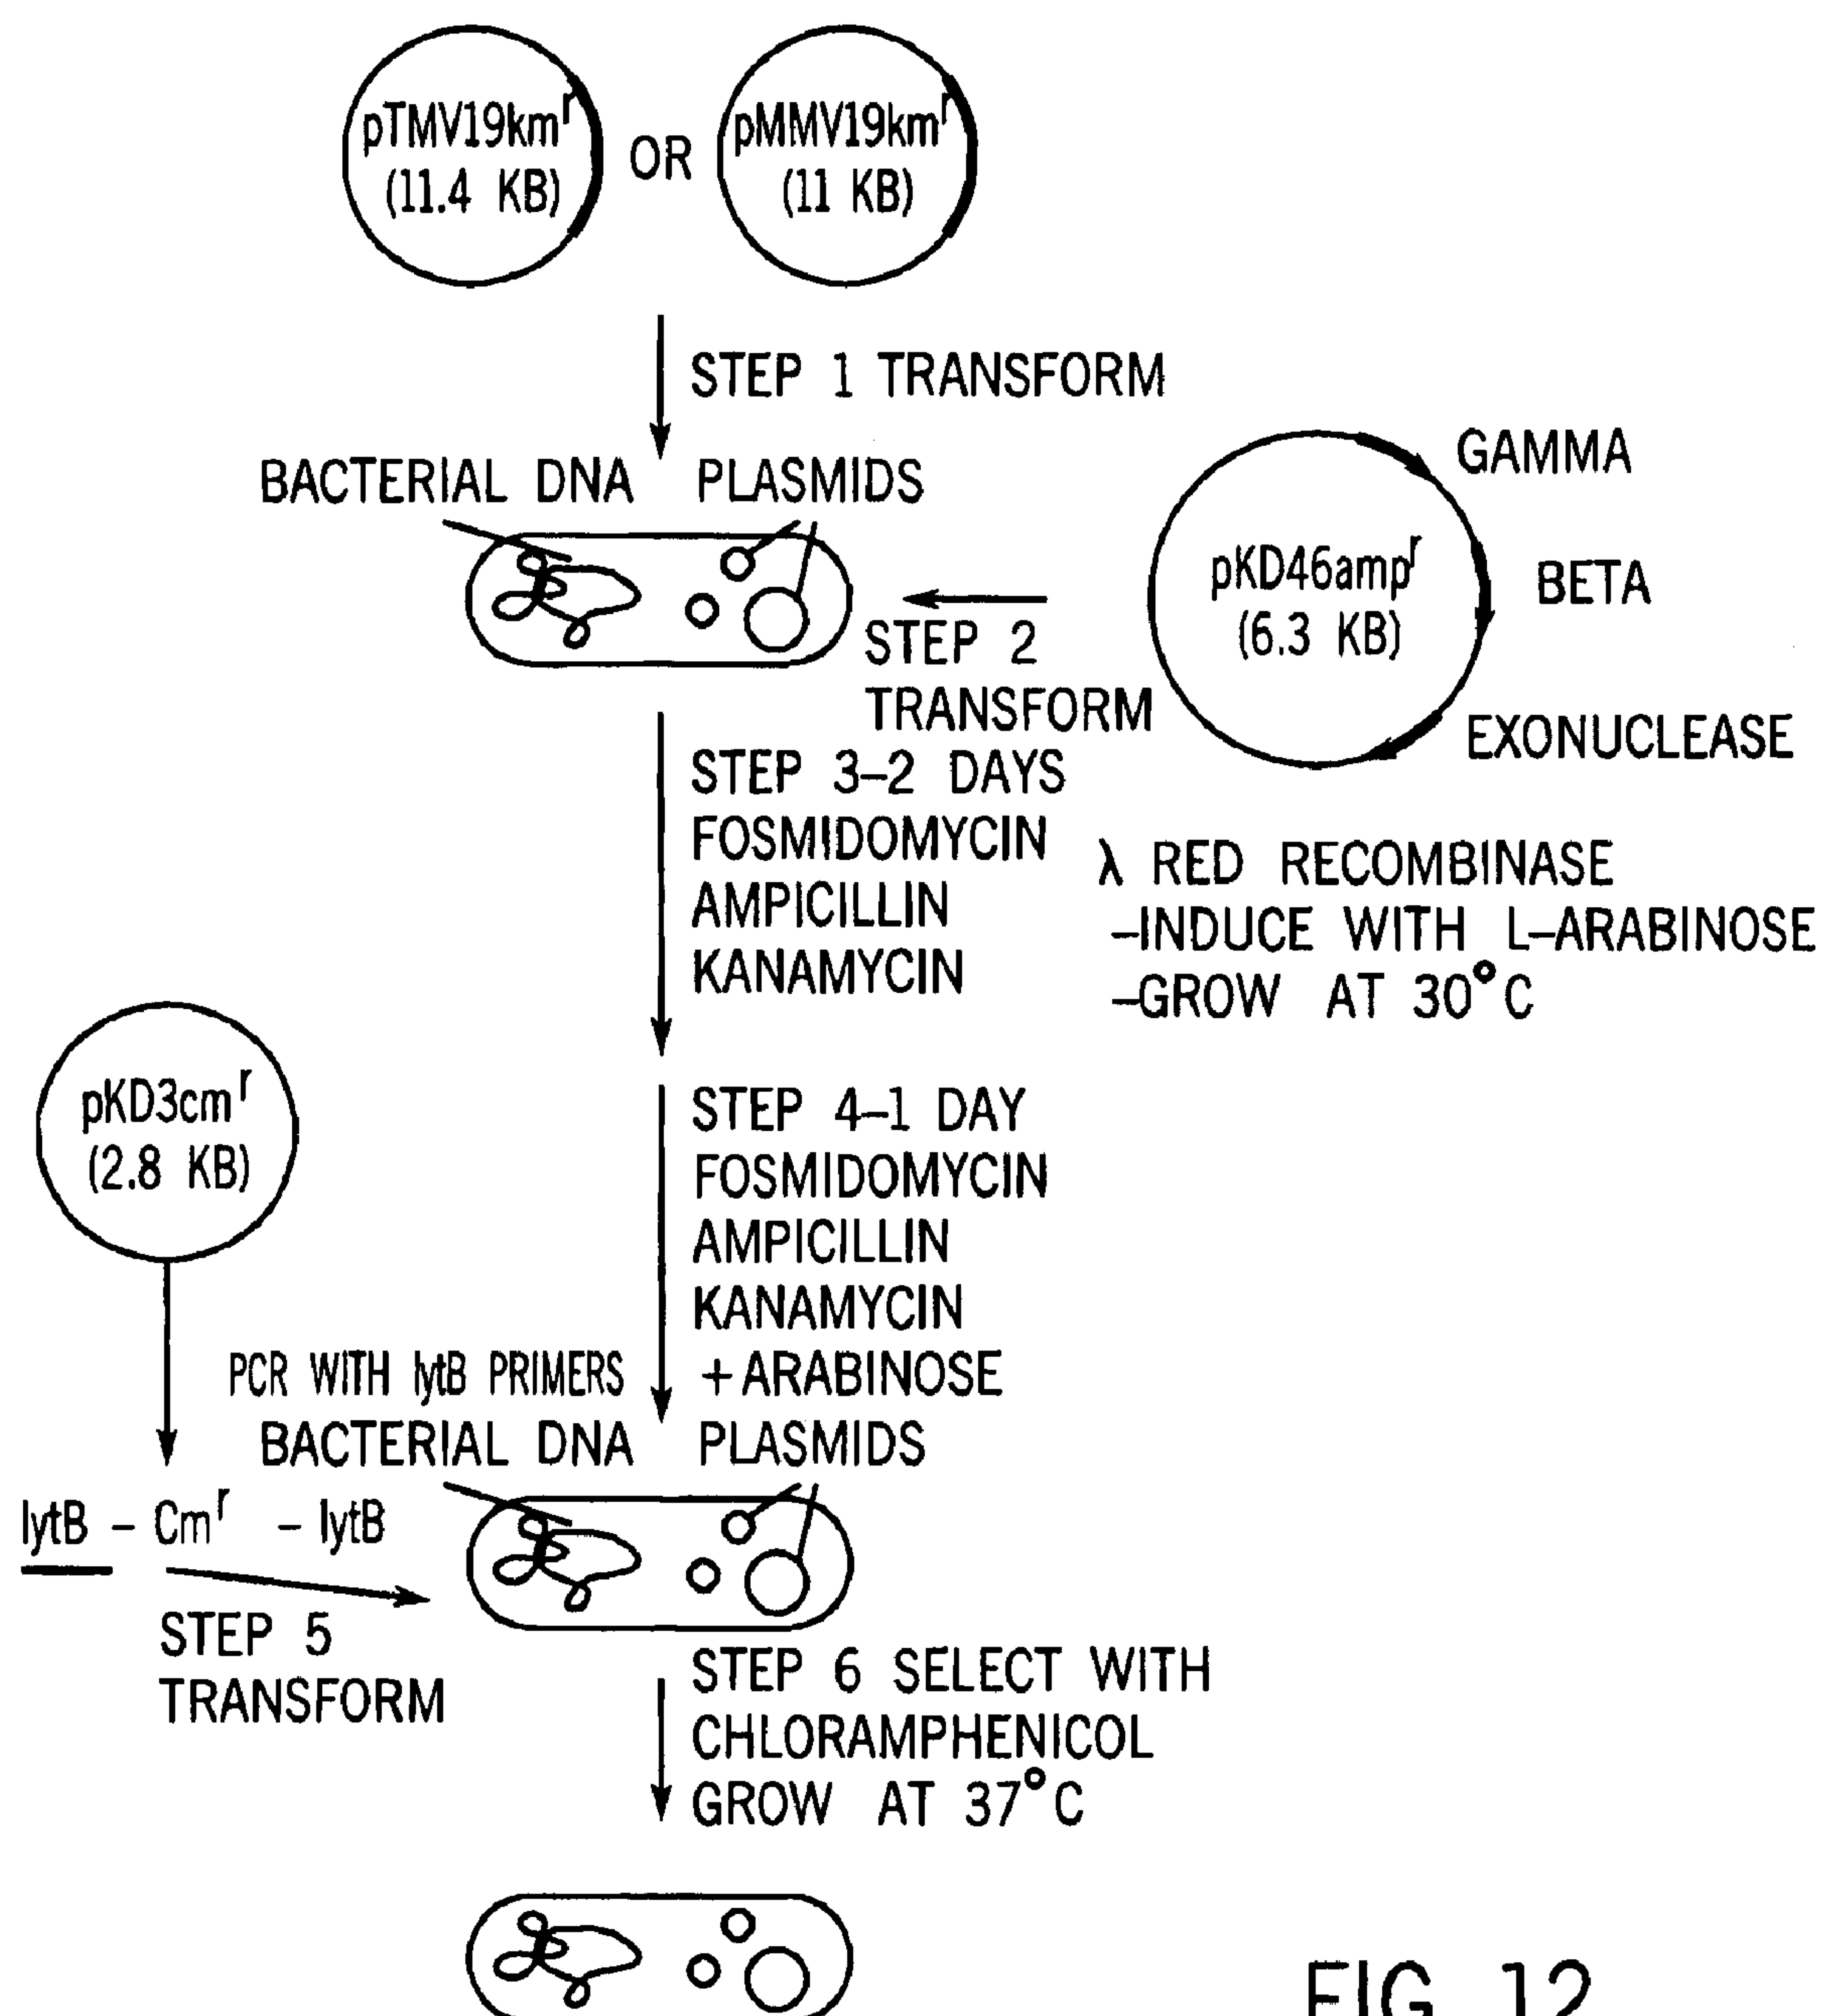 pTMV19kmʳ
(11.4 KB)
OR
pMMV19kmʳ
(11 KB)
STEP 1 TRANSFORM
BACTERIAL DNA
PLASMIDS
GAMMA
pKD46ampʳ
(6.3 KB)
BETA
EXONUCLEASE
STEP 2
TRANSFORM
STEP 3–2 DAYS
FOSMIDOMYCIN
AMPICILLIN
KANAMYCIN
λ RED RECOMBINASE
–INDUCE WITH L–ARABINOSE
–GROW AT 30°C
pKD3cmʳ
(2.8 KB)
STEP 4–1 DAY
FOSMIDOMYCIN
AMPICILLIN
KANAMYCIN
+ARABINOSE
PCR WITH lytB PRIMERS
BACTERIAL DNA
PLASMIDS
lytB – Cmʳ – lytB
STEP 5
TRANSFORM
STEP 6 SELECT WITH
CHLORAMPHENICOL
GROW AT 37°C
FIG. 12